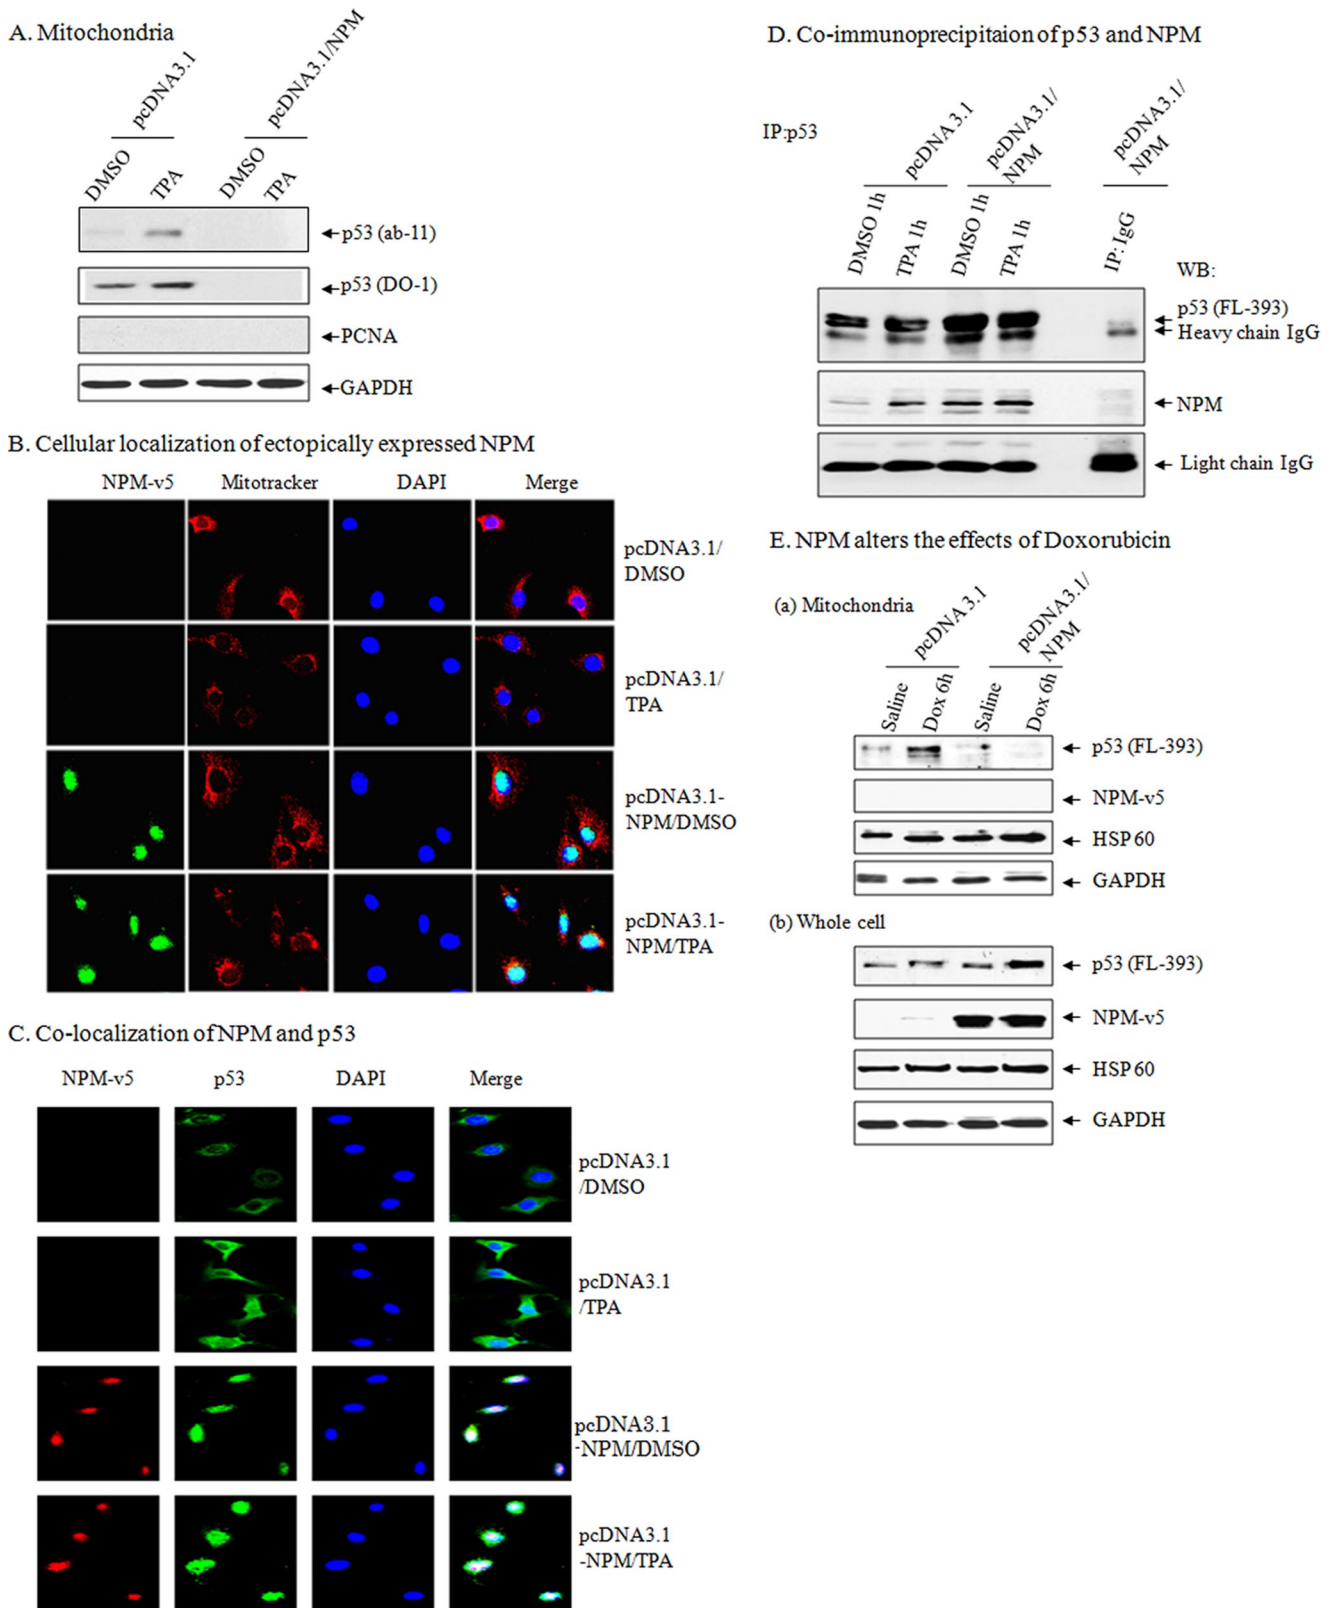 A. Mitochondria
pcDNA3.1
pcDNA3.1/NPM
DMSO
TPA
DMSO
TPA
p53 (ab-11)
p53 (DO-1)
PCNA
GAPDH
B. Cellular localization of ectopically expressed NPM
NPM-v5 Mitotracker DAPI Merge
pcDNA3.1/
DMSO
pcDNA3.1/
TPA
pcDNA3.1-
NPM/DMSO
pcDNA3.1-
NPM/TPA
C. Co-localization of NPM and p53
NPM-v5 p53 DAPI Merge
pcDNA3.1
/DMSO
pcDNA3.1
/TPA
pcDNA3.1
-NPM/DMSO
pcDNA3.1
-NPM/TPA
D. Co-immunoprecipitaion of p53 and NPM
IP:p53
pcDNA3.1
pcDNA3.1/
NPM
pcDNA3.1/
NPM
DMSO 1h
TPA 1h
DMSO 1h
TPA 1h
IP: IgG
WB:
p53 (FL-393)
Heavy chain IgG
NPM
Light chain IgG
E. NPM alters the effects of Doxorubicin
(a) Mitochondria
pcDNA3.1
pcDNA3.1/
NPM
Saline
Dox 6h
Saline
Dox 6h
p53 (FL-393)
NPM-v5
HSP 60
GAPDH
(b) Whole cell
p53 (FL-393)
NPM-v5
HSP 60
GAPDH